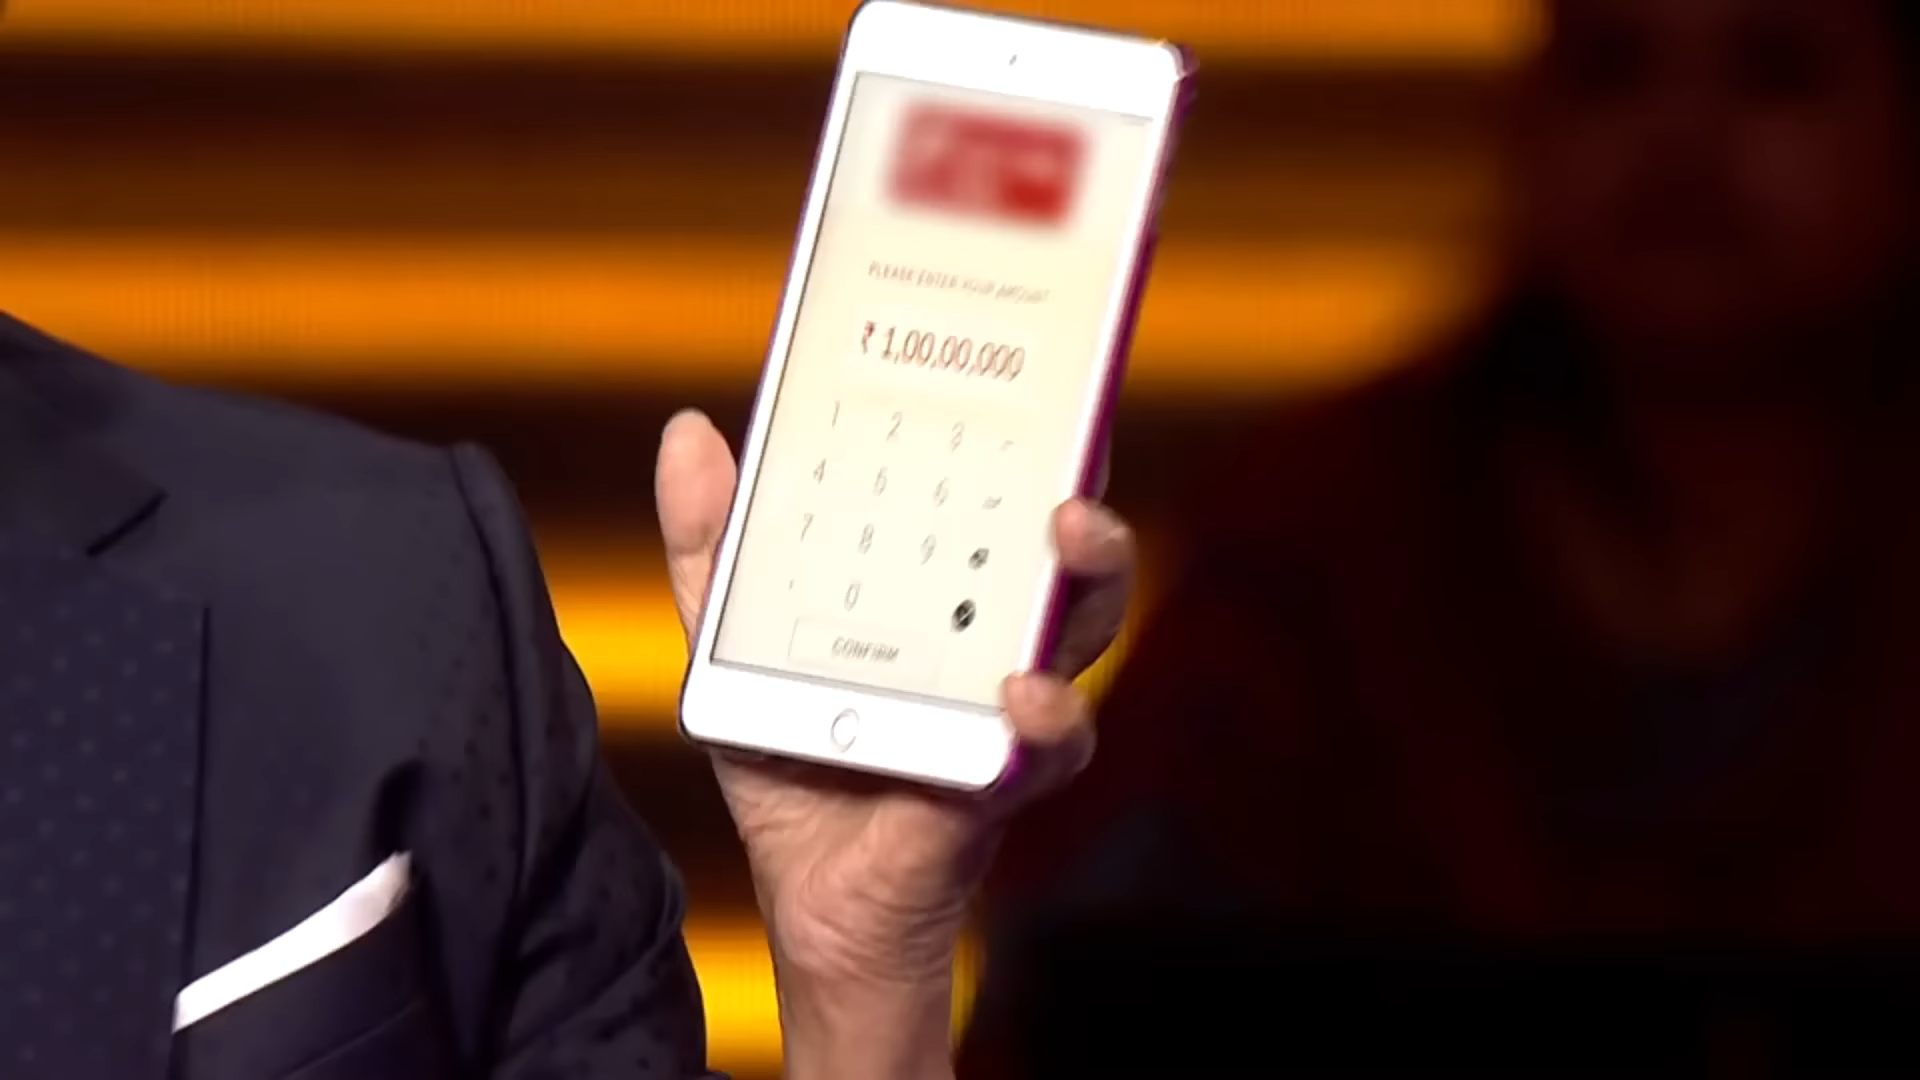 PLEASE ENTER YOUR AMOUNT
₹ 1,00,00,000
1 2 3
4 5 6
7 8 9
. 0
CONFIRM